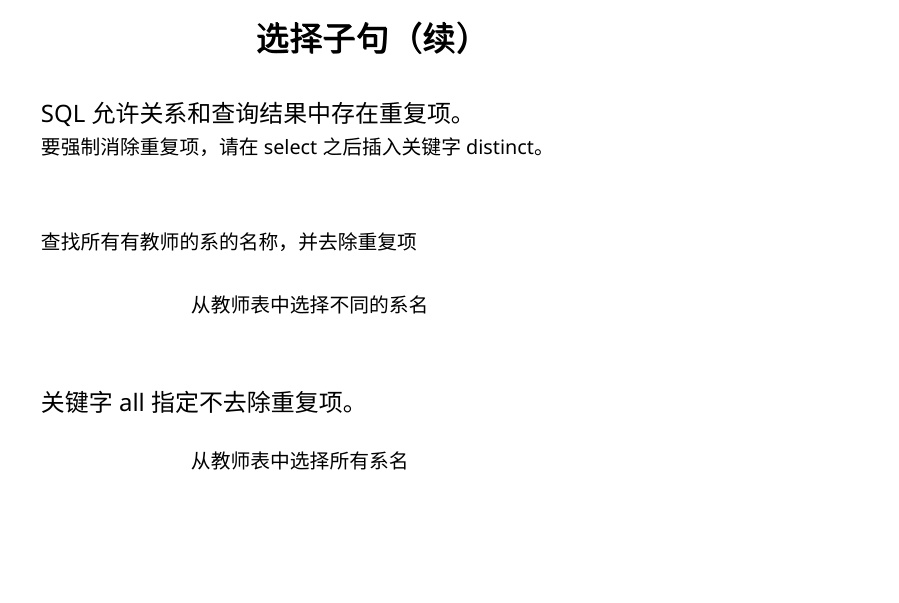 选择子句（续）
SQL 允许关系和查询结果中存在重复项。
要强制消除重复项，请在 select 之后插入关键字 distinct。
查找所有有教师的系的名称，并去除重复项
从教师表中选择不同的系名
关键字 all 指定不去除重复项。
从教师表中选择所有系名